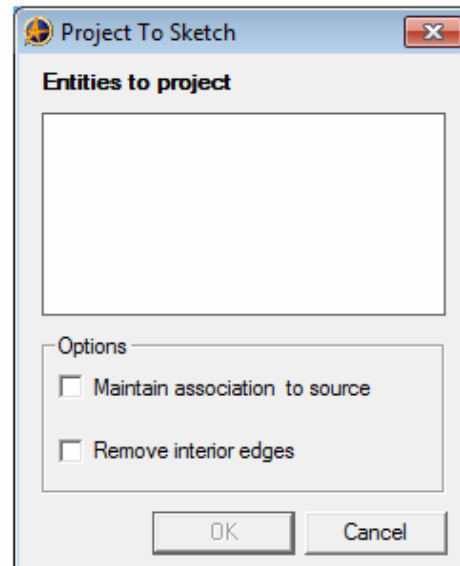 Project To Sketch
Entities to project
Options
Maintain association to source
Remove interior edges
OK Cancel